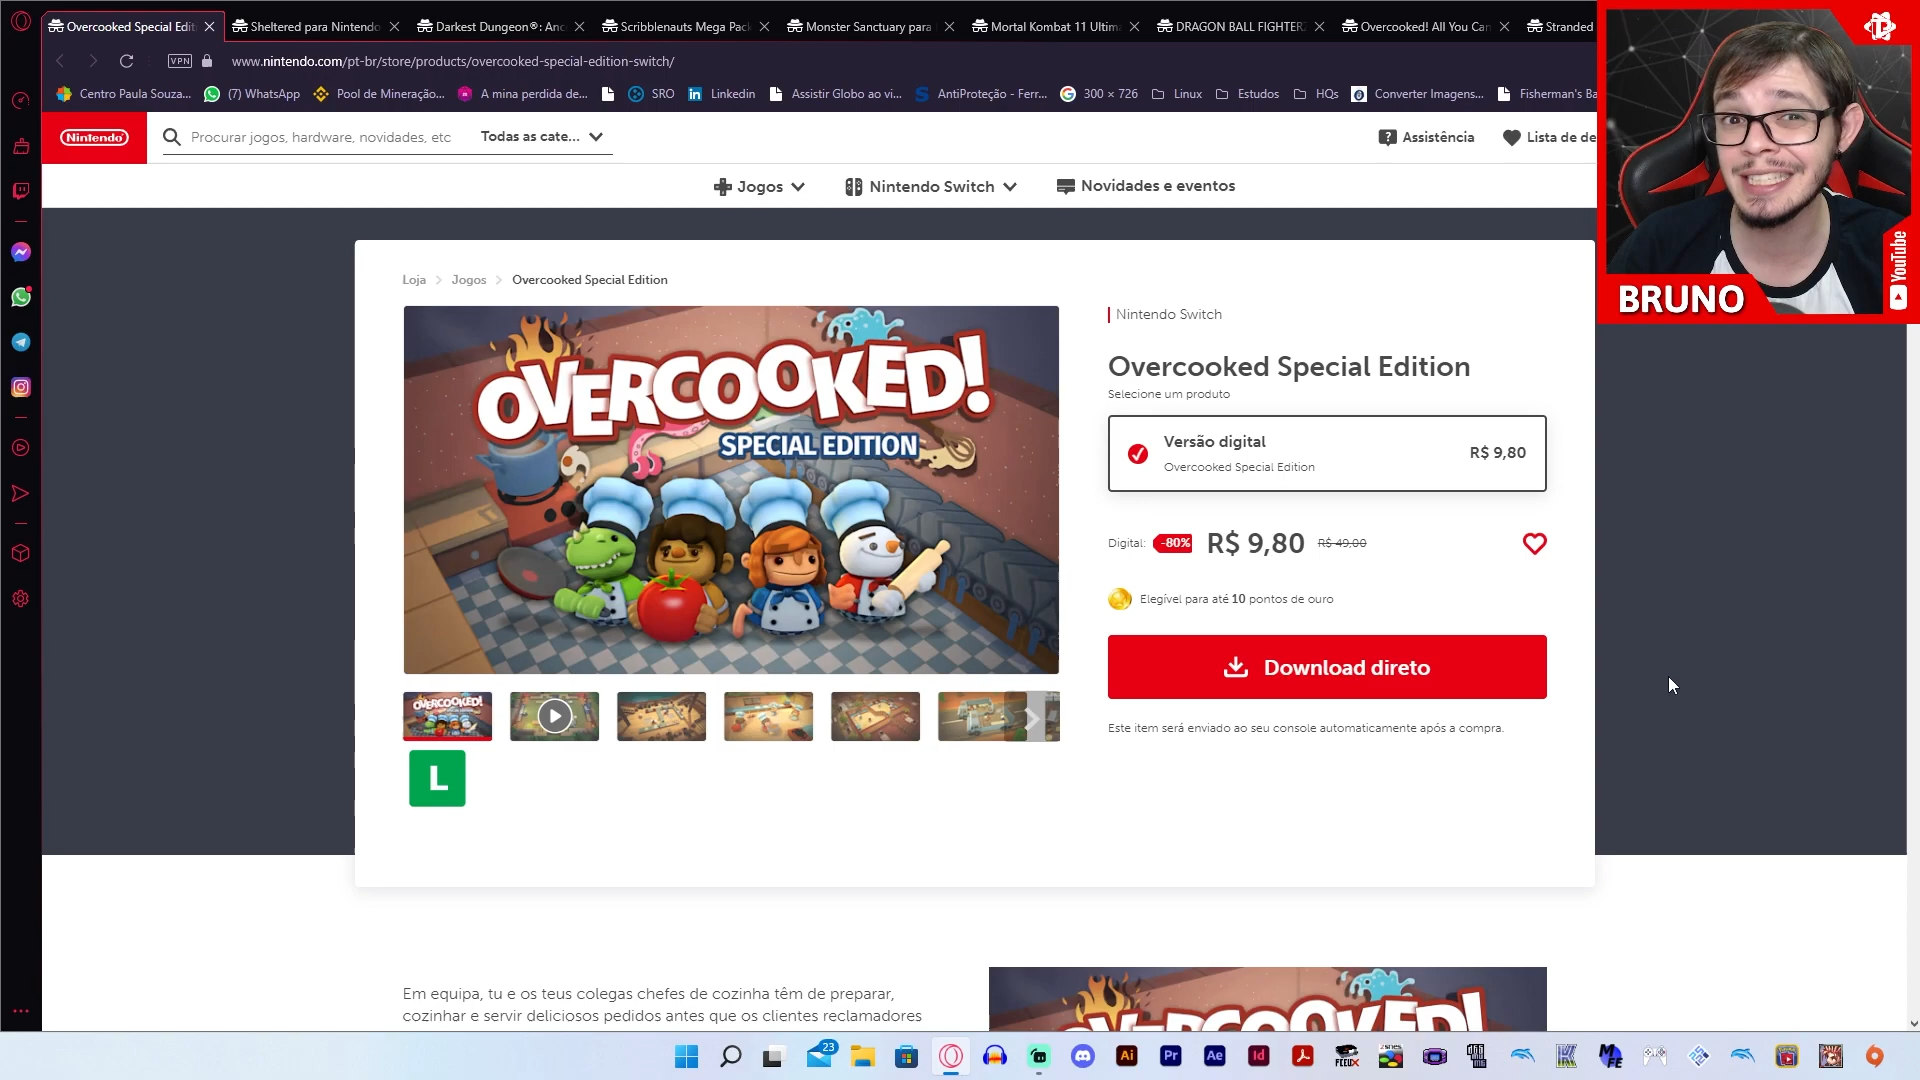 Overcooked Special Edit
Sheltered para Nintendo
Darkest Dungeon®: Anc
Scribblenauts Mega Pack
Monster Sanctuary para
Mortal Kombat 11 Ultima
DRAGON BALL FIGHTERZ
Overcooked! All You Can
Stranded
VPN
www.nintendo.com/pt-br/store/products/overcooked-special-edition-switch/
Centro Paula Souza...
(7) WhatsApp
Pool de Mineração...
A mina perdida de...
SRO
Linkedin
Assistir Globo ao vi...
AntiProteção - Ferr...
300 × 726
Linux
Estudos
HQs
Converter Imagens...
Fisherman's Ba
Nintendo
Procurar jogos, hardware, novidades, etc
Todas as cate...
Assistência
Lista de de
Jogos
Nintendo Switch
Novidades e eventos
YouTube
BRUNO
Loja
Jogos
Overcooked Special Edition
OVERCOOKED!
SPECIAL EDITION
Nintendo Switch
Overcooked Special Edition
Selecione um produto
Versão digital
Overcooked Special Edition
R$ 9,80
Digital:
-80%
R$ 9,80
R$ 49,00
Elegível para até 10 pontos de ouro
Download direto
Este item será enviado ao seu console automaticamente após a compra.
OVERCOOKED!
L
Em equipa, tu e os teus colegas chefes de cozinha têm de preparar,
cozinhar e servir deliciosos pedidos antes que os clientes reclamadores
OVERCOOKED!
23
Ai
Pr
Ae
Id